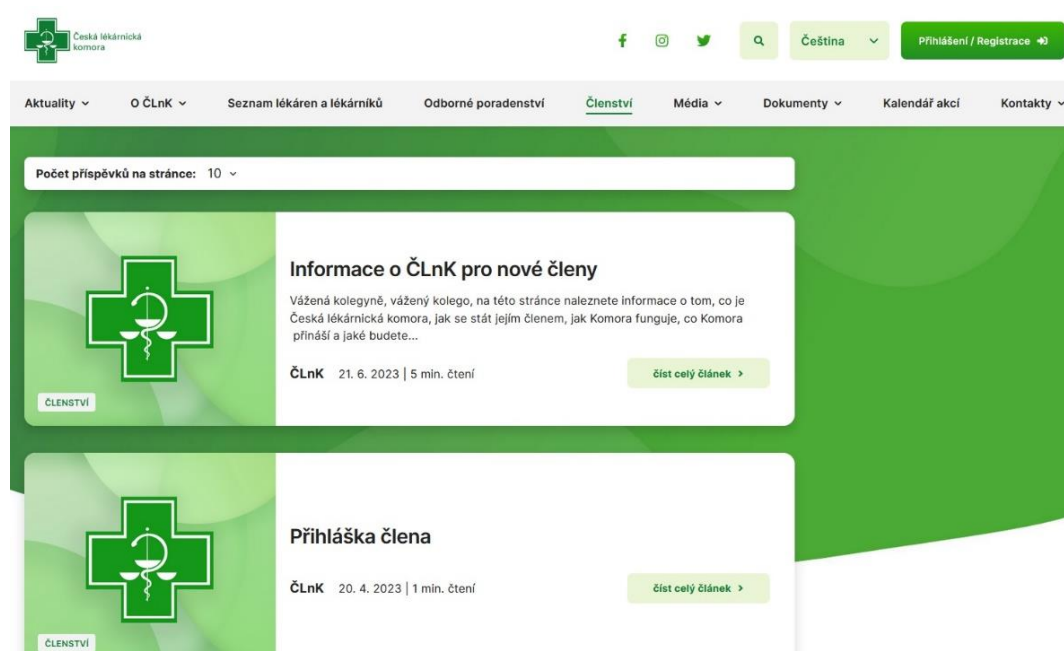 Česká lékárnická
komora
Čeština
Přihlášení / Registrace
Aktuality
O ČLnK
Seznam lékáren a lékárníků
Odborné poradenství
Členství
Média
Dokumenty
Kalendář akcí
Kontakty
Počet příspěvků na stránce: 10
Informace o ČLnK pro nové členy
Vážená kolegyně, vážený kolego, na této stránce naleznete informace o tom, co je
Česká lékárnická komora, jak se stát jejím členem, jak Komora funguje, co Komora
přináší a jaké budete...
ČLnK 21. 6. 2023 | 5 min. čtení
číst celý článek
ČLENSTVÍ
Přihláška člena
ČLnK 20. 4. 2023 | 1 min. čtení
číst celý článek
ČLENSTVÍ